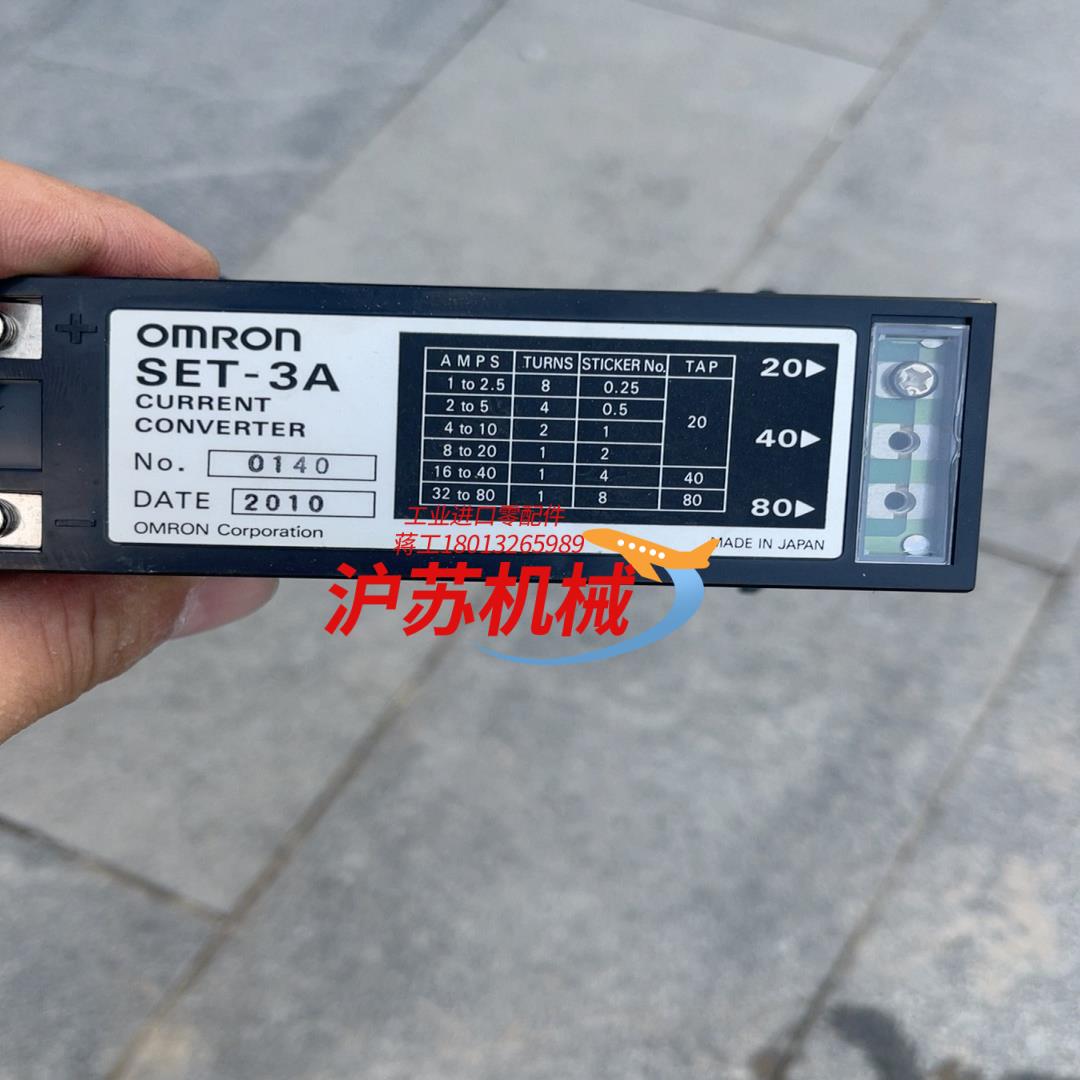 OMRON
SET-3A
CURRENT
CONVERTER
No. 0140
DATE 2010
OMRON Corporation
+
−
AMPS TURNS STICKER No. TAP
1 to 2.5 8 0.25
2 to 5 4 0.5
4 to 10 2 1 20
8 to 20 1 2
16 to 40 1 4 40
32 to 80 1 8 80
20▶
40▶
80▶
MADE IN JAPAN
工业进口零配件
蒋工18013265989
沪苏机械